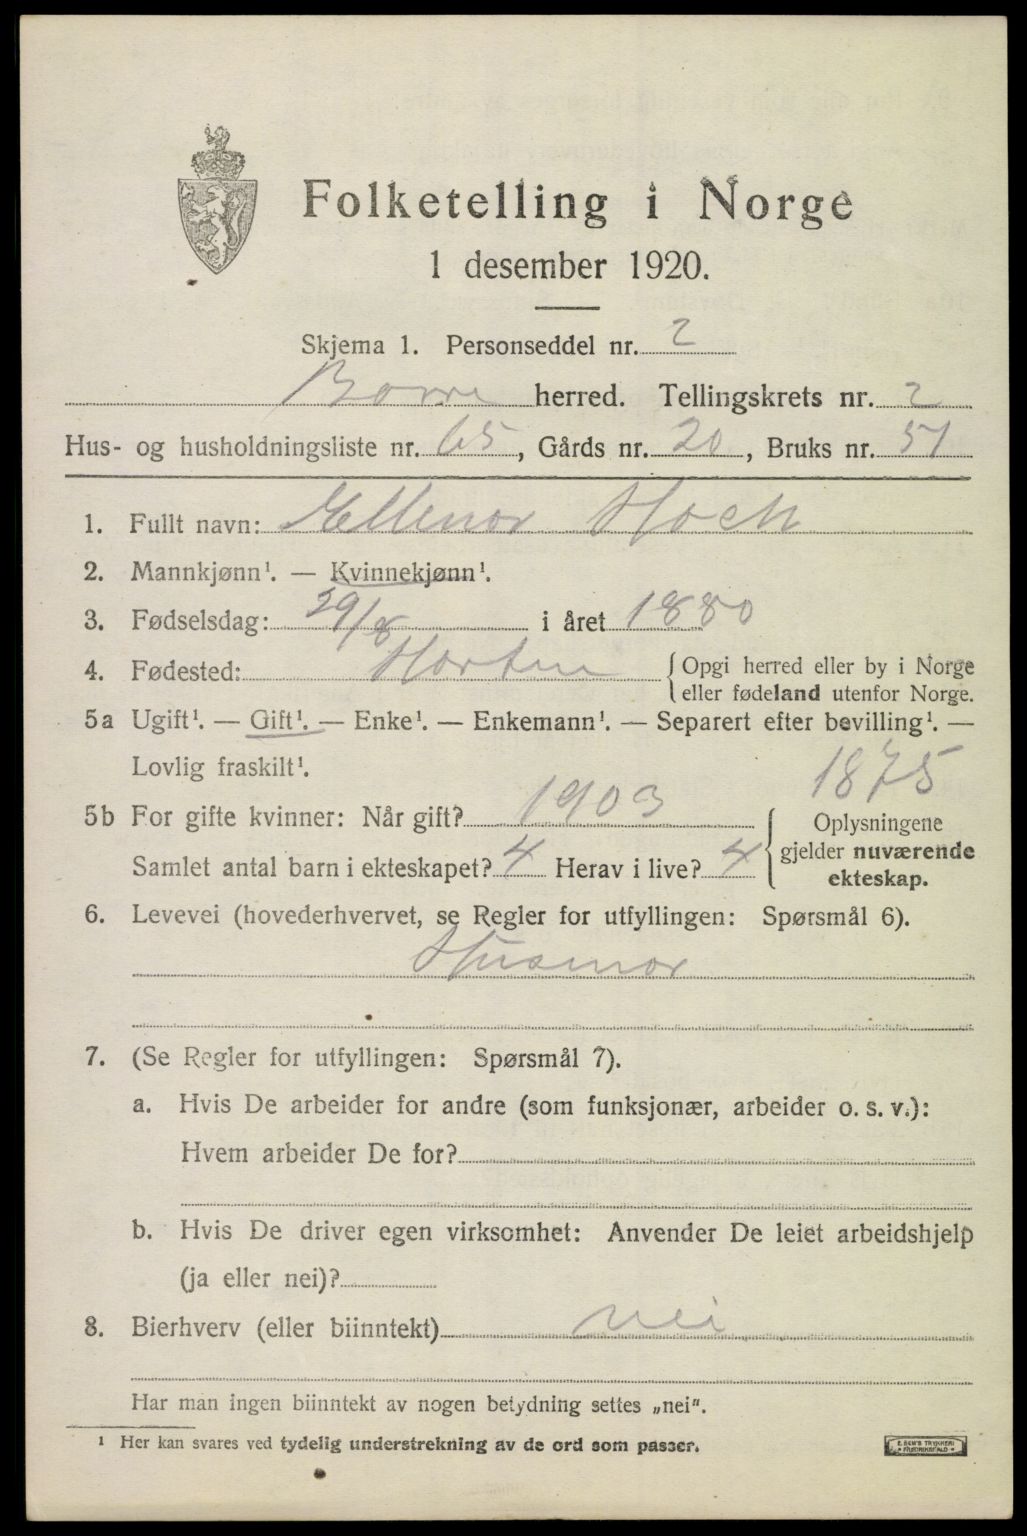 Folketelling i Norge
1 desember 1920.
Skjema 1. Personseddel nr. 2
Borre herred. Tellingskrets nr. 2
Hus- og husholdningsliste nr. 65, Gårds nr. 20, Bruks nr. 51
1. Fullt navn: Ellenor Hoch
2. Mannkjønn¹. — Kvinnekjønn¹.
3. Fødselsdag: 29/8 i året 1880
4. Fødested: Horten { Opgi herred eller by i Norge
eller fødeland utenfor Norge.
5a Ugift¹. — Gift¹. — Enke¹. — Enkemann¹. — Separert efter bevilling¹. —
Lovlig fraskilt¹. 1875
5b For gifte kvinner: Når gift? 1903
Samlet antal barn i ekteskapet? 4 Herav i live? 4
{ Oplysningene
gjelder nuværende
ekteskap.
6. Levevei (hovederhvervet, se Regler for utfyllingen: Spørsmål 6).
Husmor
7. (Se Regler for utfyllingen: Spørsmål 7).
a. Hvis De arbeider for andre (som funksjonær, arbeider o. s. v.):
Hvem arbeider De for?
b. Hvis De driver egen virksomhet: Anvender De leiet arbeidshjelp
(ja eller nei)?
8. Bierhverv (eller biinntekt) nei
Har man ingen biinntekt av nogen betydning settes „nei".
¹ Her kan svares ved tydelig understrekning av de ord som passer.
E. SEM'S TRYKKERI
FREDRIKSHALD